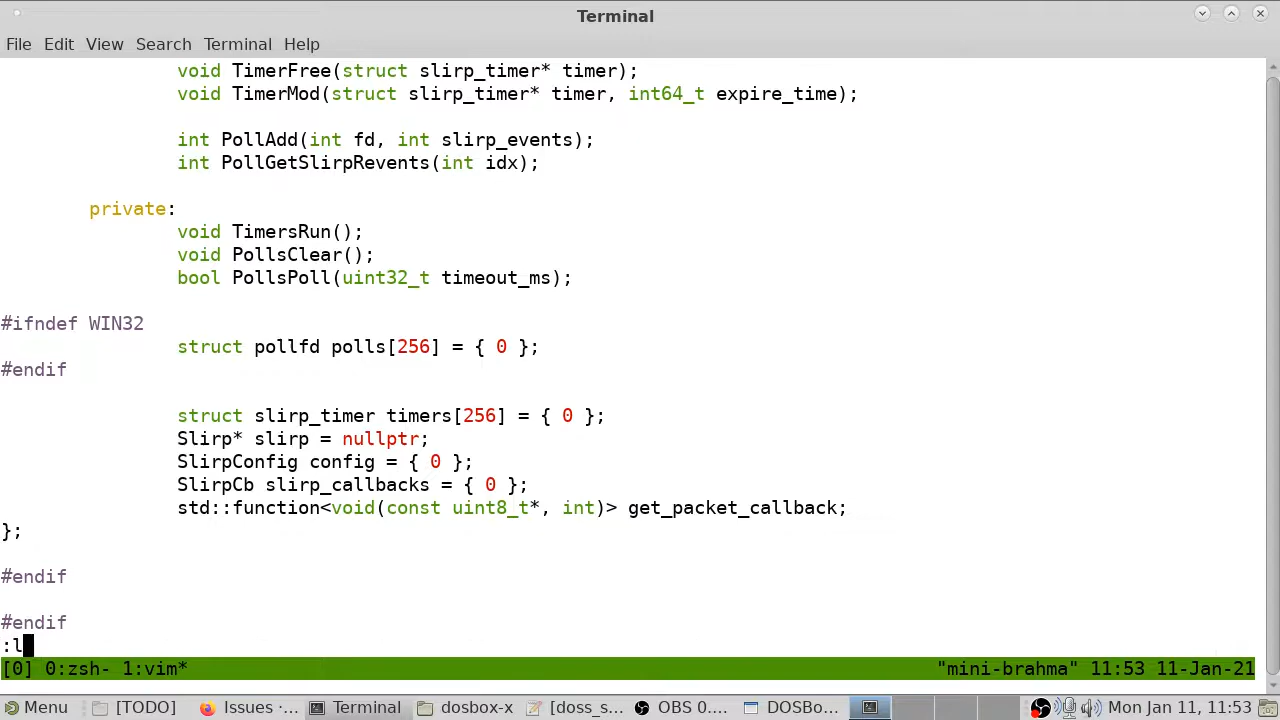 Terminal
File Edit View Search Terminal Help
void TimerFree(struct slirp_timer* timer);
void TimerMod(struct slirp_timer* timer, int64_t expire_time);
int PollAdd(int fd, int slirp_events);
int PollGetSlirpRevents(int idx);
private:
void TimersRun();
void PollsClear();
bool PollsPoll(uint32_t timeout_ms);
#ifndef WIN32
struct pollfd polls[256] = { 0 };
#endif
struct slirp_timer timers[256] = { 0 };
Slirp* slirp = nullptr;
SlirpConfig config = { 0 };
SlirpCb slirp_callbacks = { 0 };
std::function<void(const uint8_t*, int)> get_packet_callback;
};
#endif
#endif
:l
[0] 0:zsh- 1:vim* "mini-brahma" 11:53 11-Jan-21
Menu [TODO] Issues ·... Terminal dosbox-x [doss_s... OBS 0.... DOSBo... Mon Jan 11, 11:53